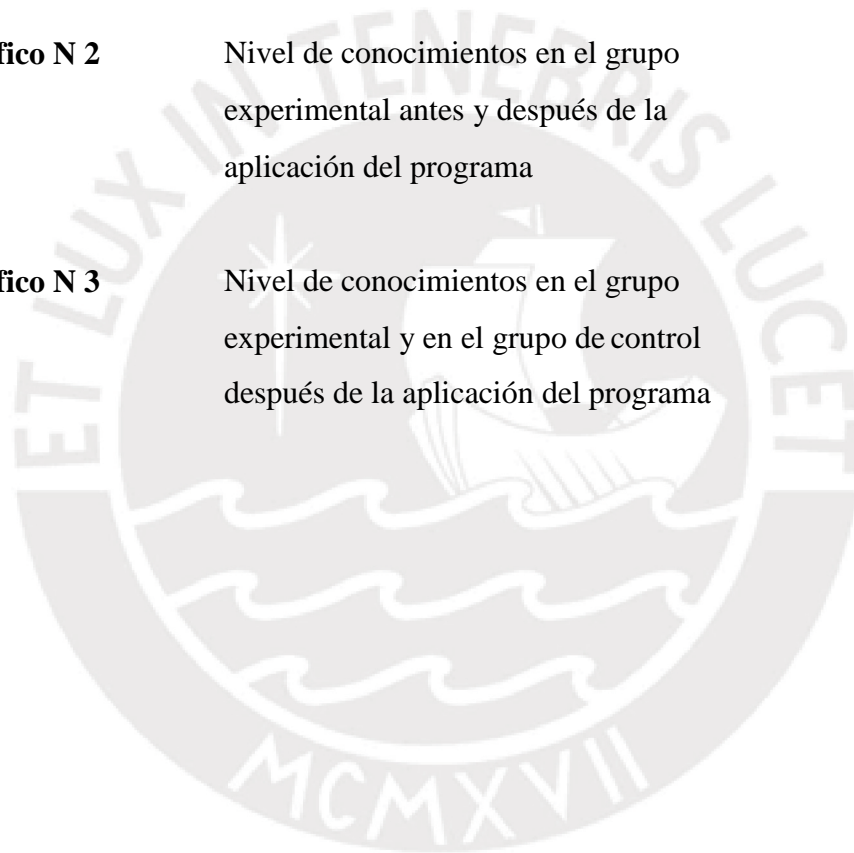 fico N 2 Nivel de conocimientos en el grupo
experimental antes y después de la
aplicación del programa
fico N 3 Nivel de conocimientos en el grupo
experimental y en el grupo de control
después de la aplicación del programa
ET LUX IN TENEBRIS LUCET
MCMXVII